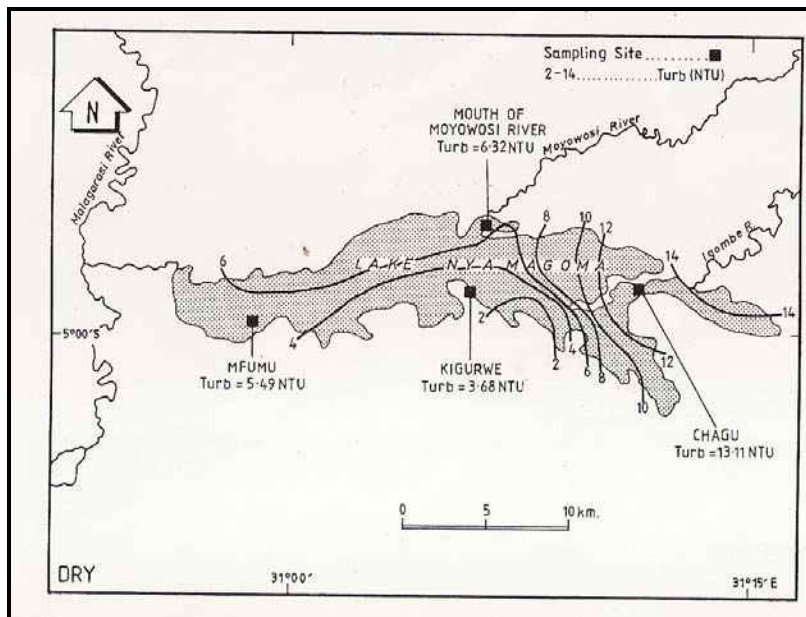 Sampling Site ........ ■
2-14 ............... Turb (NTU)
N
MOUTH OF
MOYOWOSI RIVER
Turb = 6·32 NTU
Moyowosi River
Malagarasi River
Igombe R.
8
10
12
14
6
LAKE NYAMAGOMA
14
2
4
2
4
6
8
12
10
5°00'S
MFUMU
Turb = 5·49 NTU
KIGURWE
Turb = 3·68 NTU
CHAGU
Turb = 13·11 NTU
0 5 10 km.
DRY
31°00'
31°15'E